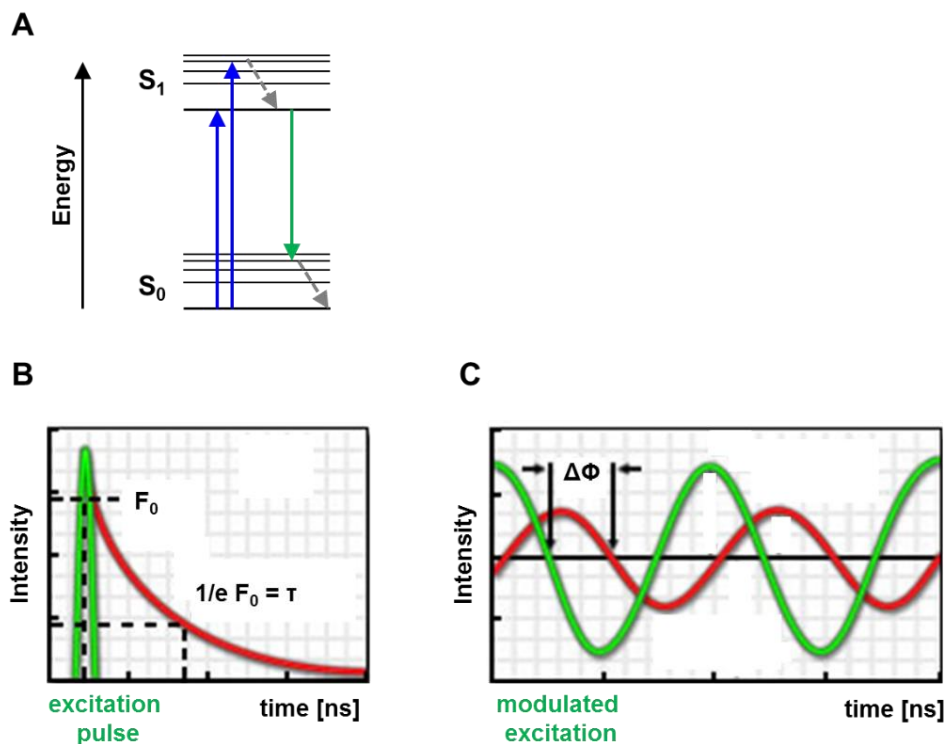 A
Energy
S₁
S₀
B
C
Intensity
F₀
1/e F₀ = τ
excitation
pulse
time [ns]
Intensity
ΔΦ
modulated
excitation
time [ns]